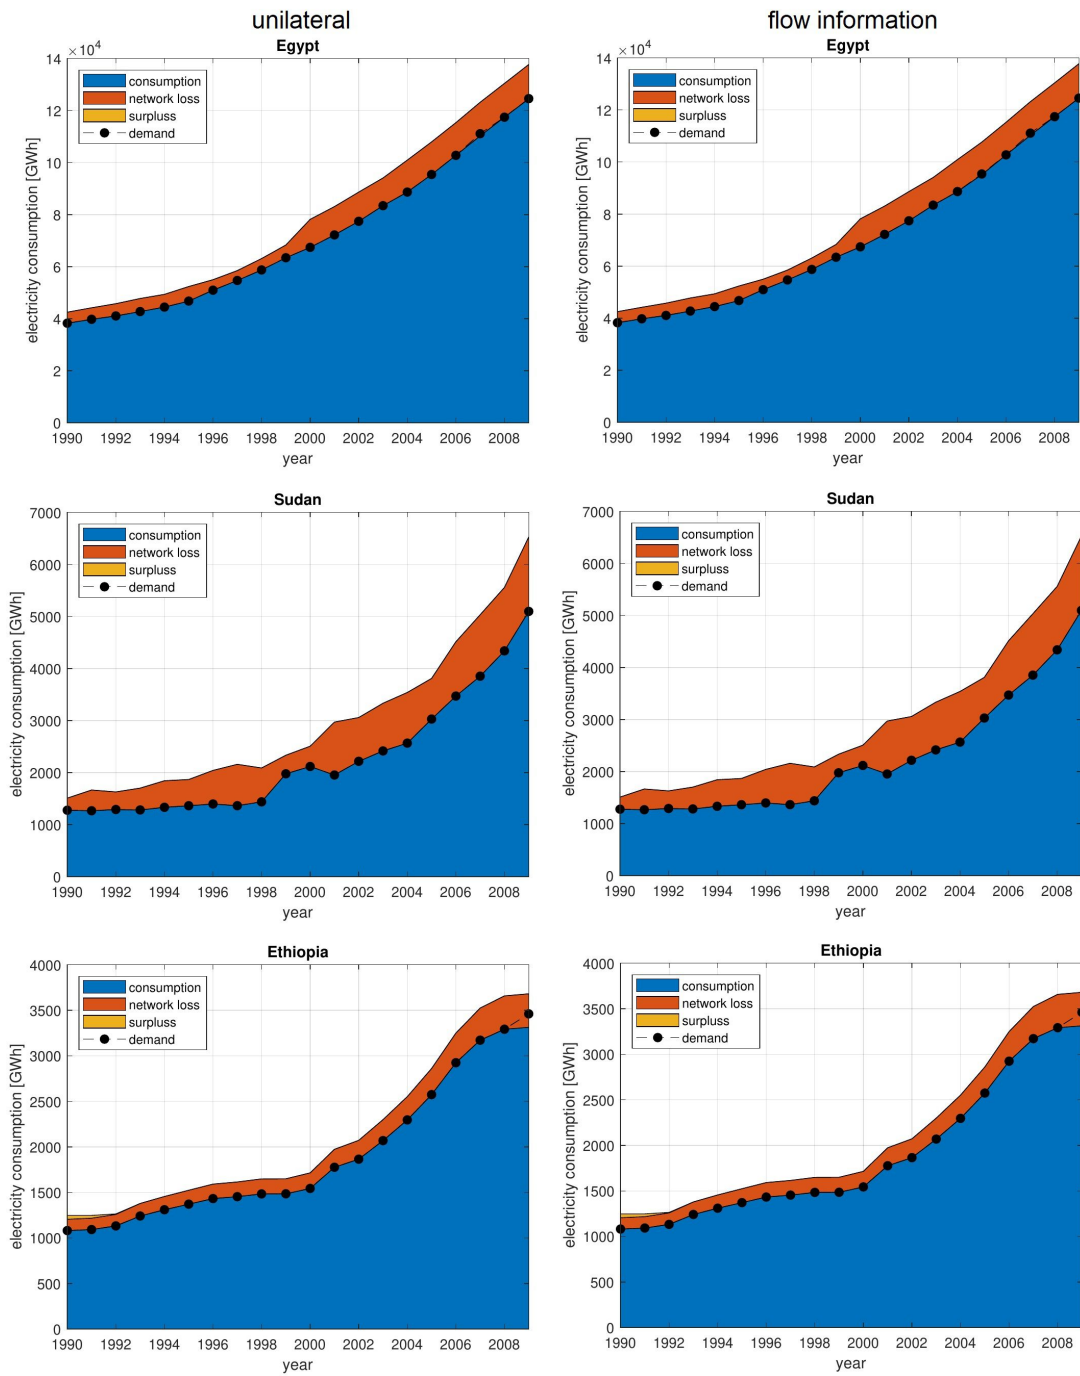 unilateral
flow information
Egypt
×10⁴
consumption
network loss
surpluss
demand
14
12
10
8
6
4
2
0
electricity consumption [GWh]
1990 1992 1994 1996 1998 2000 2002 2004 2006 2008
year
Egypt
×10⁴
consumption
network loss
surpluss
demand
14
12
10
8
6
4
2
0
electricity consumption [GWh]
1990 1992 1994 1996 1998 2000 2002 2004 2006 2008
year
Sudan
consumption
network loss
surpluss
demand
7000
6000
5000
4000
3000
2000
1000
0
electricity consumption [GWh]
1990 1992 1994 1996 1998 2000 2002 2004 2006 2008
year
Sudan
consumption
network loss
surpluss
demand
7000
6000
5000
4000
3000
2000
1000
0
electricity consumption [GWh]
1990 1992 1994 1996 1998 2000 2002 2004 2006 2008
year
Ethiopia
consumption
network loss
surpluss
demand
4000
3500
3000
2500
2000
1500
1000
500
0
electricity consumption [GWh]
1990 1992 1994 1996 1998 2000 2002 2004 2006 2008
year
Ethiopia
consumption
network loss
surpluss
demand
4000
3500
3000
2500
2000
1500
1000
500
0
electricity consumption [GWh]
1990 1992 1994 1996 1998 2000 2002 2004 2006 2008
year